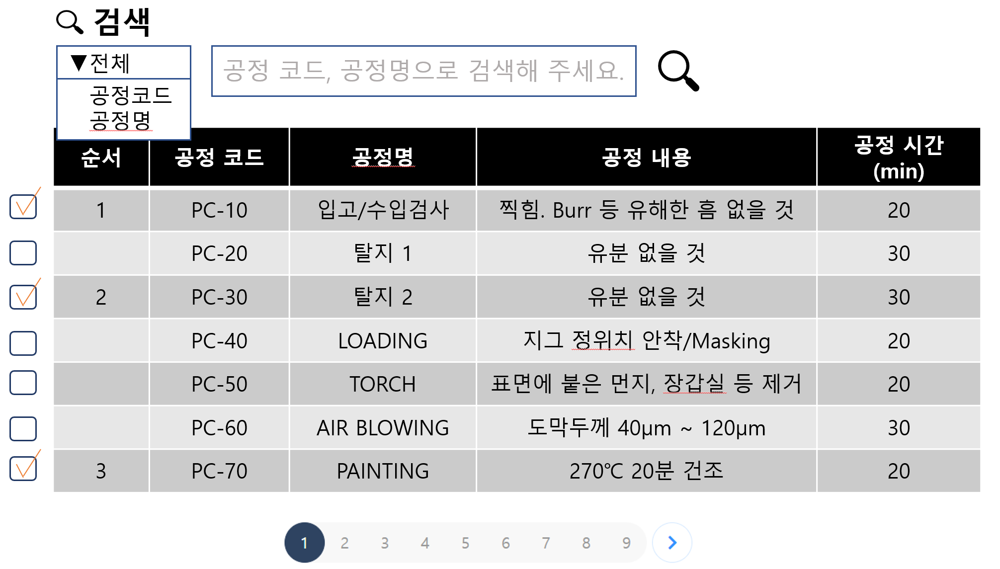 검색
▼전체
공정 코드, 공정명으로 검색해 주세요.
공정코드
공정명
순서 공정 코드 공정명 공정 내용 공정 시간
(min)
1 PC-10 입고/수입검사 찍힘. Burr 등 유해한 흠 없을 것 20
PC-20 탈지 1 유분 없을 것 30
2 PC-30 탈지 2 유분 없을 것 30
PC-40 LOADING 지그 정위치 안착/Masking 20
PC-50 TORCH 표면에 붙은 먼지, 장갑실 등 제거 20
PC-60 AIR BLOWING 도막두께 40μm ~ 120μm 30
3 PC-70 PAINTING 270℃ 20분 건조 20
1 2 3 4 5 6 7 8 9